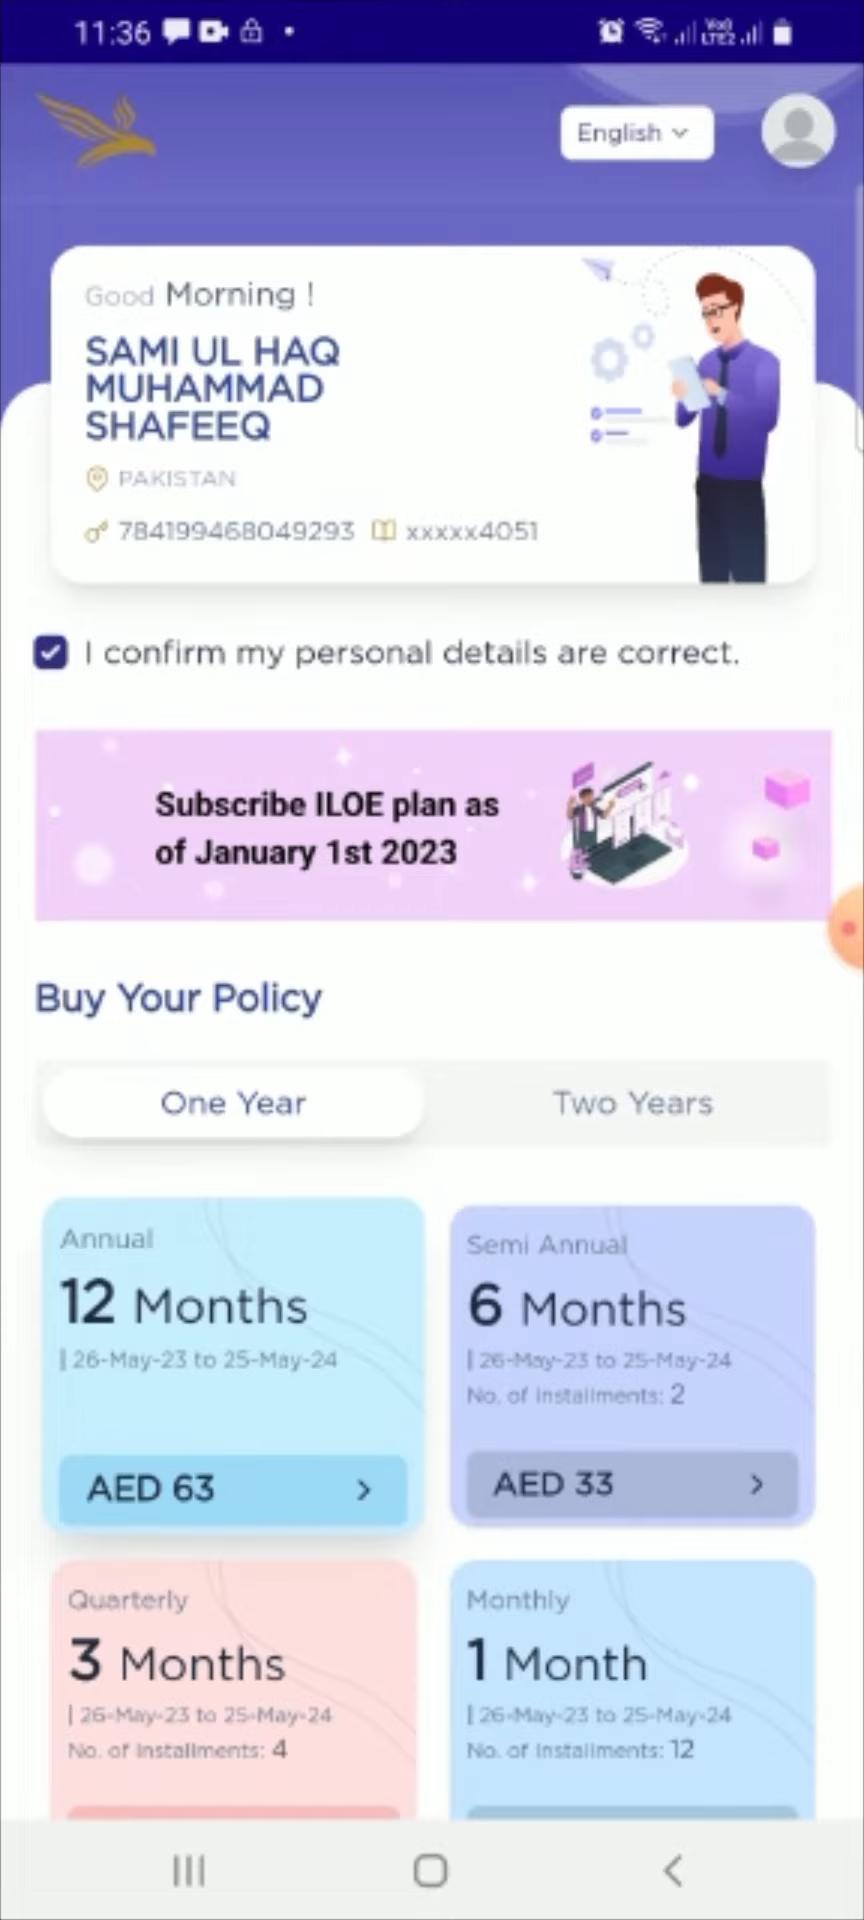 11:36
Vo) LTE2
English
Good Morning !
SAMI UL HAQ
MUHAMMAD
SHAFEEQ
PAKISTAN
784199468049293 xxxxx4051
I confirm my personal details are correct.
Subscribe ILOE plan as
of January 1st 2023
Buy Your Policy
One Year Two Years
Annual
12 Months
| 26-May-23 to 25-May-24
AED 63
Semi Annual
6 Months
| 26-May-23 to 25-May-24
No. of Installments: 2
AED 33
Quarterly
3 Months
| 26-May-23 to 25-May-24
No. of Installments: 4
Monthly
1 Month
| 26-May-23 to 25-May-24
No. of Installments: 12